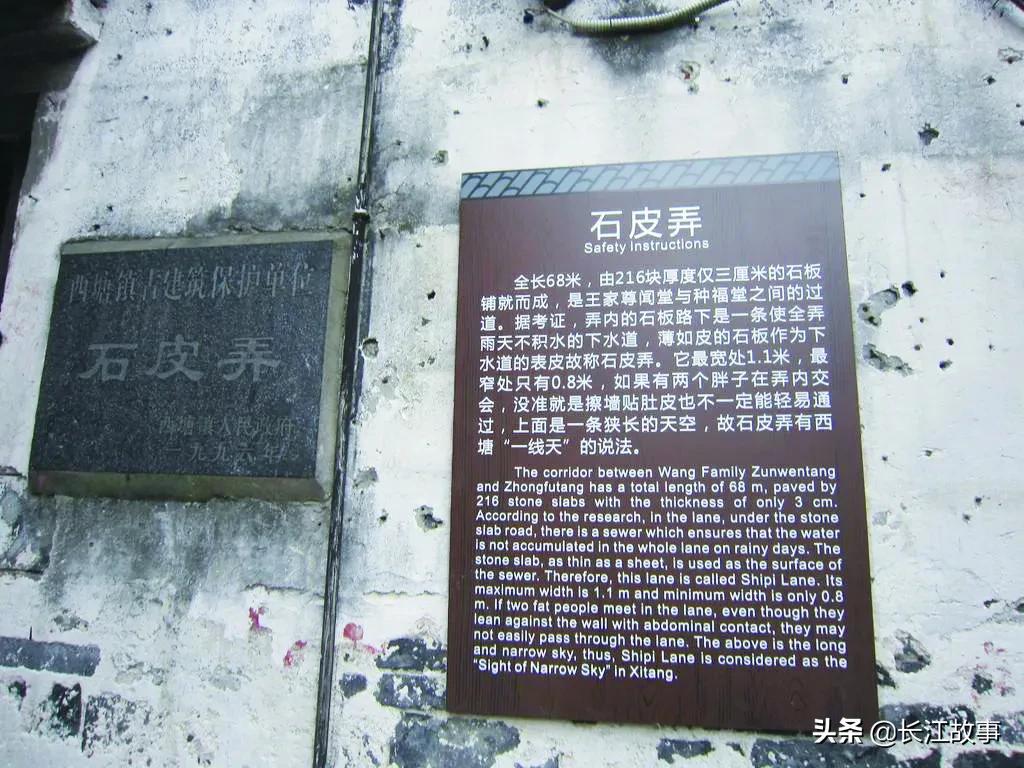 西塘镇古建筑保护单位
石皮弄
西塘镇人民政府
一九九六年
石皮弄
Safety Instructions
全长68米，由216块厚度仅三厘米的石板
铺就而成，是王家尊闻堂与种福堂之间的过
道。据考证，弄内的石板路下是一条使全弄
雨天不积水的下水道，薄如皮的石板作为下
水道的表皮故称石皮弄。它最宽处1.1米，最
窄处只有0.8米，如果有两个胖子在弄内交
会，没准就是擦墙贴肚皮也不一定能轻易通
过，上面是一条狭长的天空，故石皮弄有西
塘“一线天”的说法。
The corridor between Wang Family Zunwentang
and Zhongfutang has a total length of 68 m, paved by
216 stone slabs with the thickness of only 3 cm.
According to the research, in the lane, under the stone
slab road, there is a sewer which ensures that the water
is not accumulated in the whole lane on rainy days. The
stone slab, as thin as a sheet, is used as the surface of
the sewer. Therefore, this lane is called Shipi Lane. Its
maximum width is 1.1 m and minimum width is only 0.8
m. If two fat people meet in the lane, even though they
lean against the wall with abdominal contact, they may
not easily pass through the lane. The above is the long
and narrow sky, thus, Shipi Lane is considered as the
"Sight of Narrow Sky" in Xitang.
头条 @长江故事